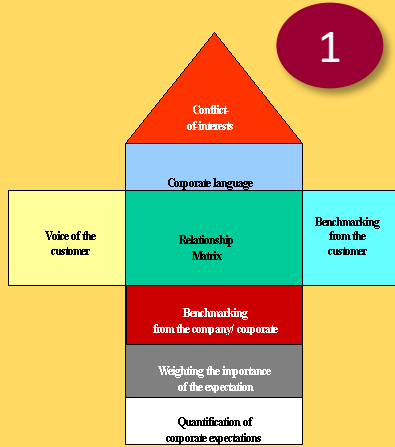 1
Conflict-
of-interests
Corporate language
Voice of the
customer
Relationship
Matrix
Benchmarking
from the
customer
Benchmarking
from the company/ corporate
Weighting the importance
of the expectation
Quantification of
corporate expectations